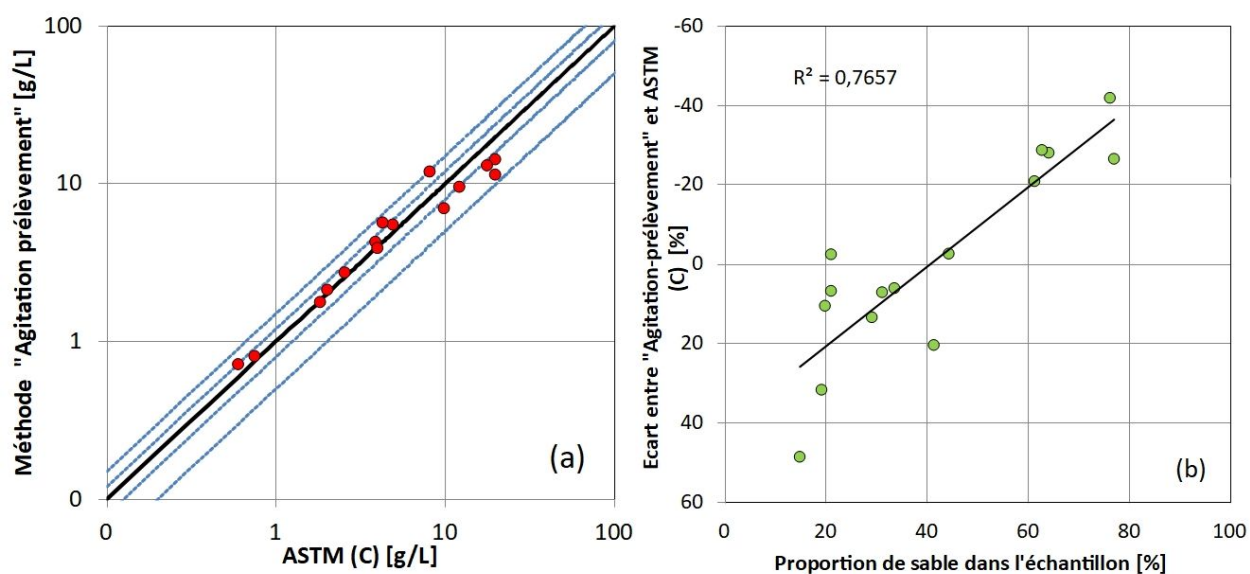 100
10
1
0
Méthode "Agitation prélèvement" [g/L]
(a)
0 1 10 100
ASTM (C) [g/L]
-60
-40
-20
0
20
40
60
Ecart entre "Agitation-prélèvement" et ASTM
(C) [%]
R² = 0,7657
(b)
0 20 40 60 80 100
Proportion de sable dans l'échantillon [%]